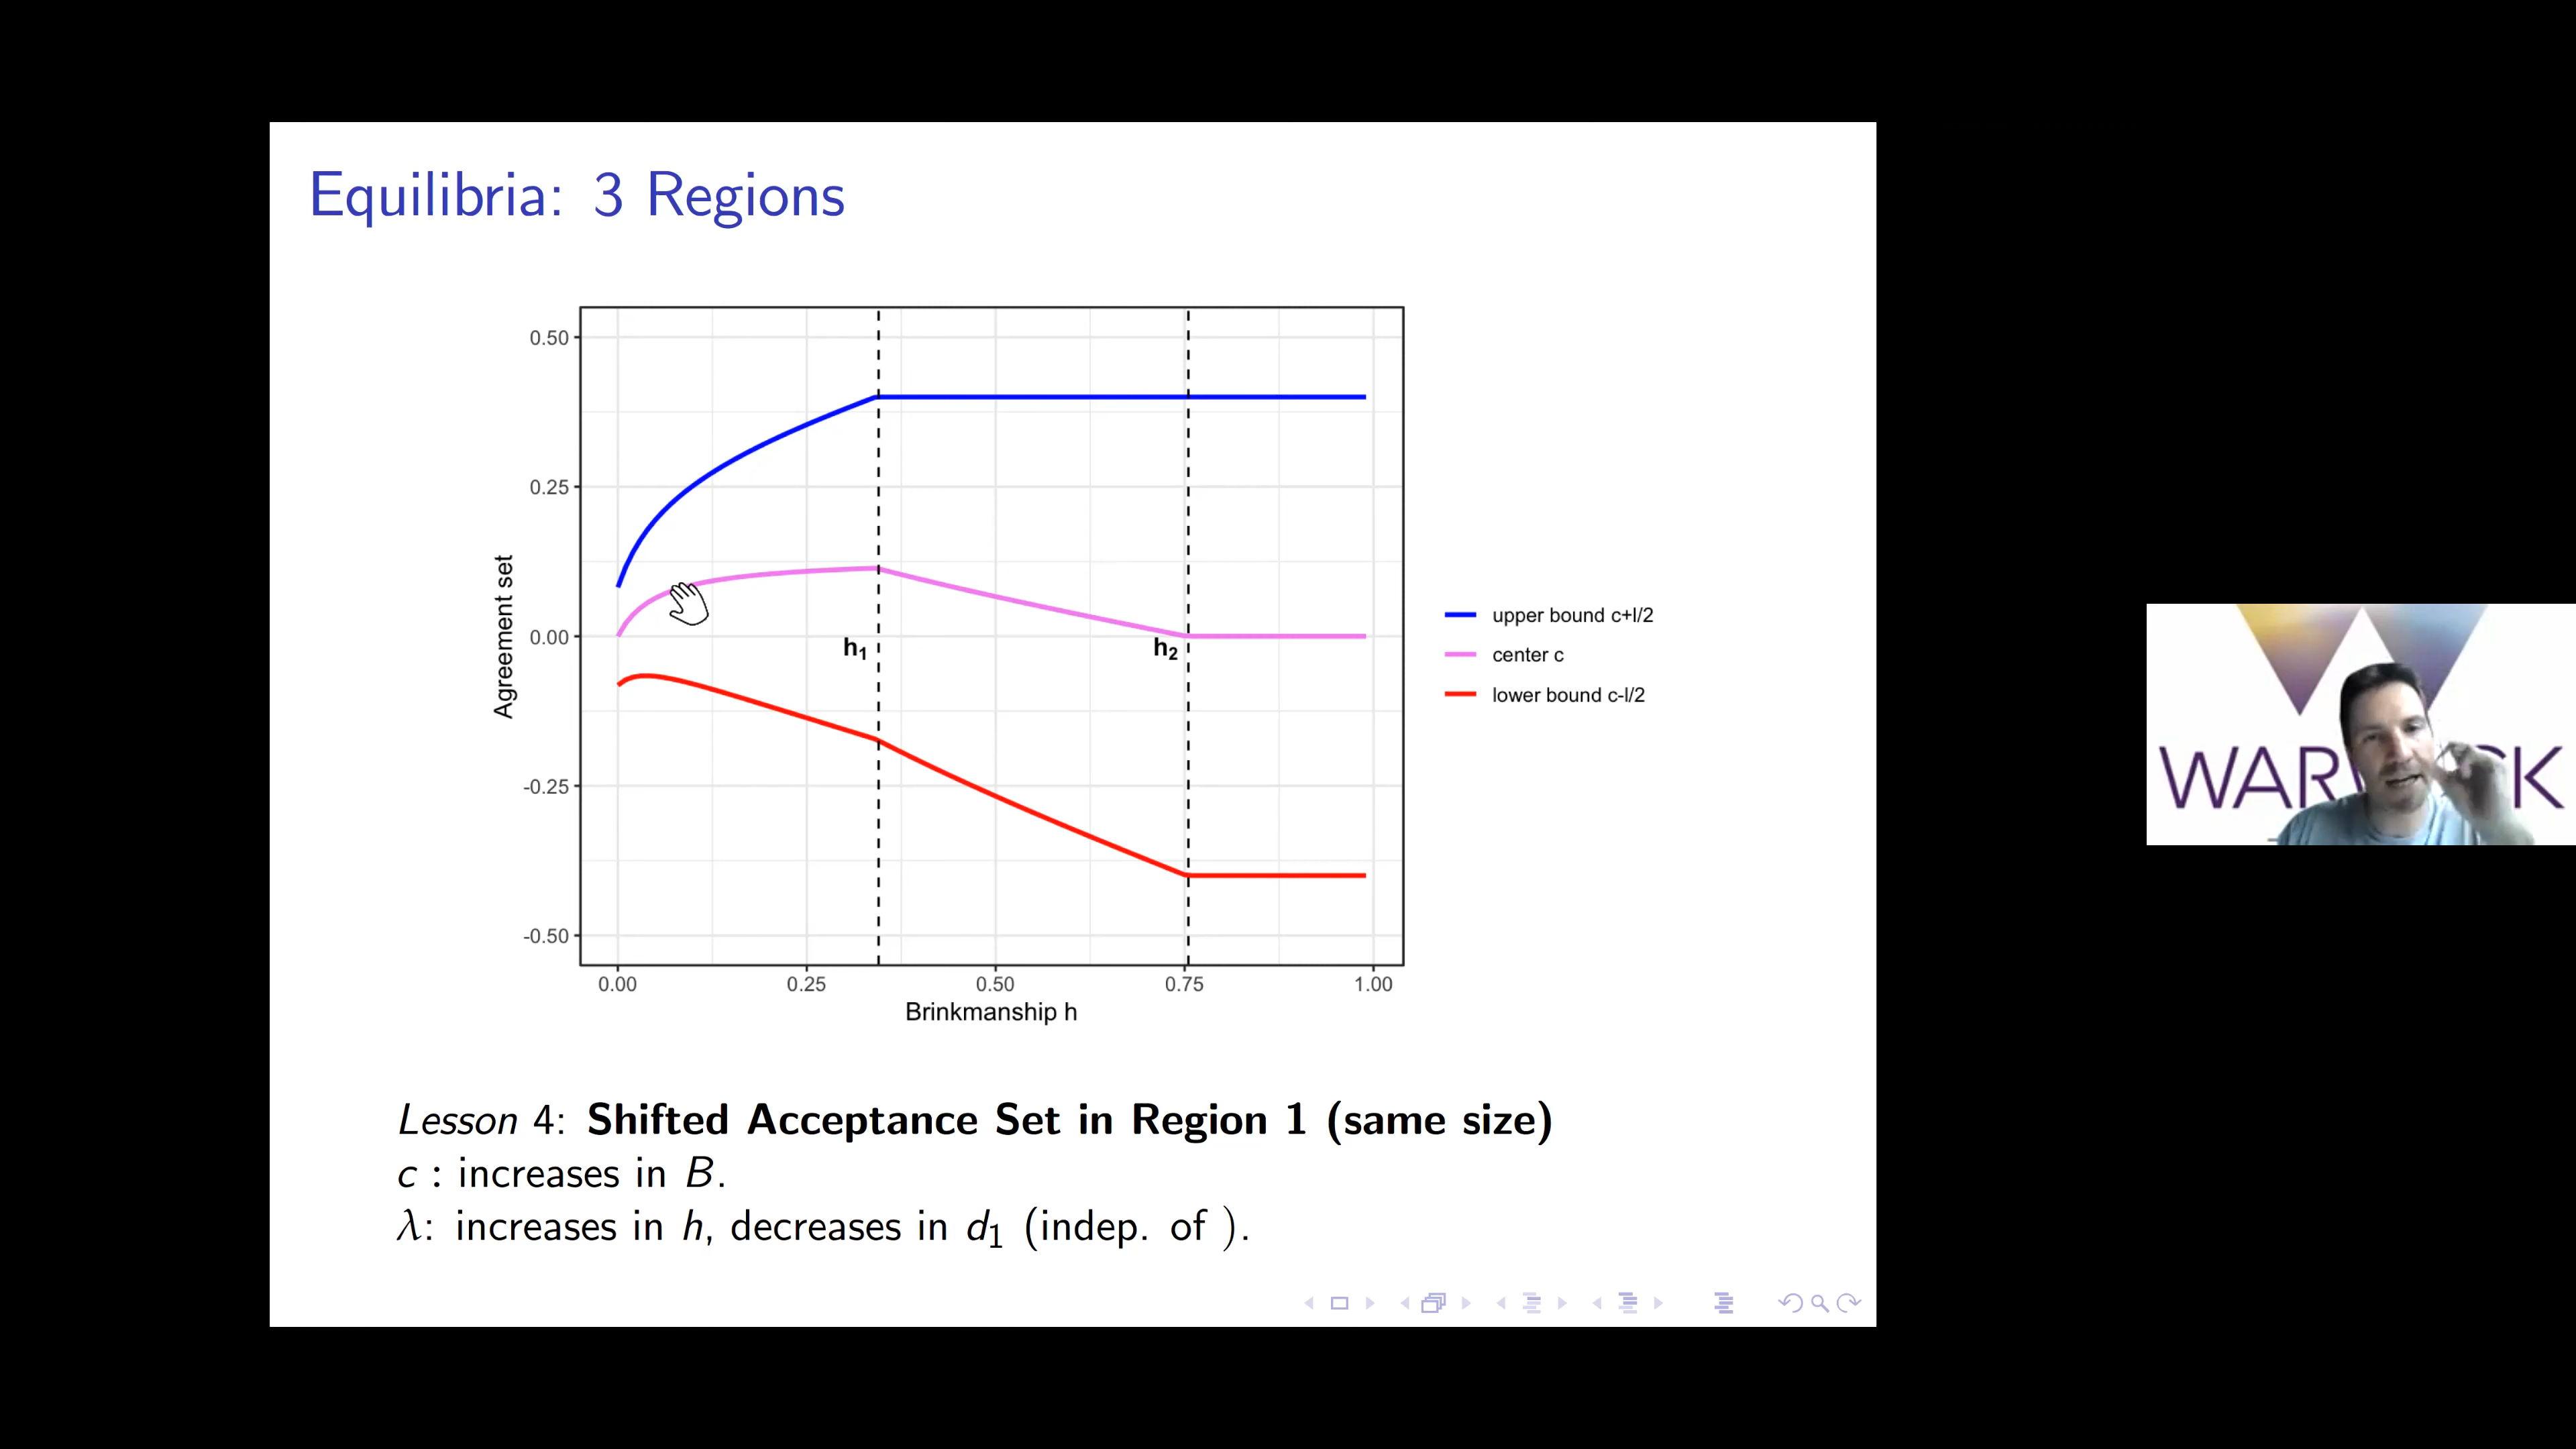 Equilibria: 3 Regions
0.50
0.25
0.00
-0.25
-0.50
Agreement set
h1
h2
0.00 0.25 0.50 0.75 1.00
Brinkmanship h
upper bound c+l/2
center c
lower bound c-l/2
Lesson 4: Shifted Acceptance Set in Region 1 (same size)
c : increases in B.
λ: increases in h, decreases in d1 (indep. of ).
WAR CK